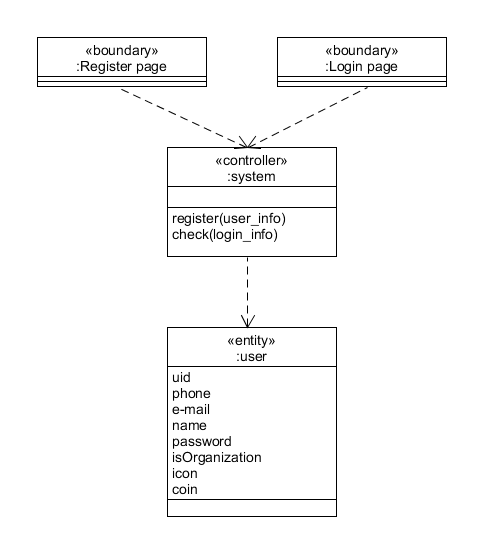 «boundary»
:Register page
«boundary»
:Login page
«controller»
:system
register(user_info)
check(login_info)
«entity»
:user
uid
phone
e-mail
name
password
isOrganization
icon
coin